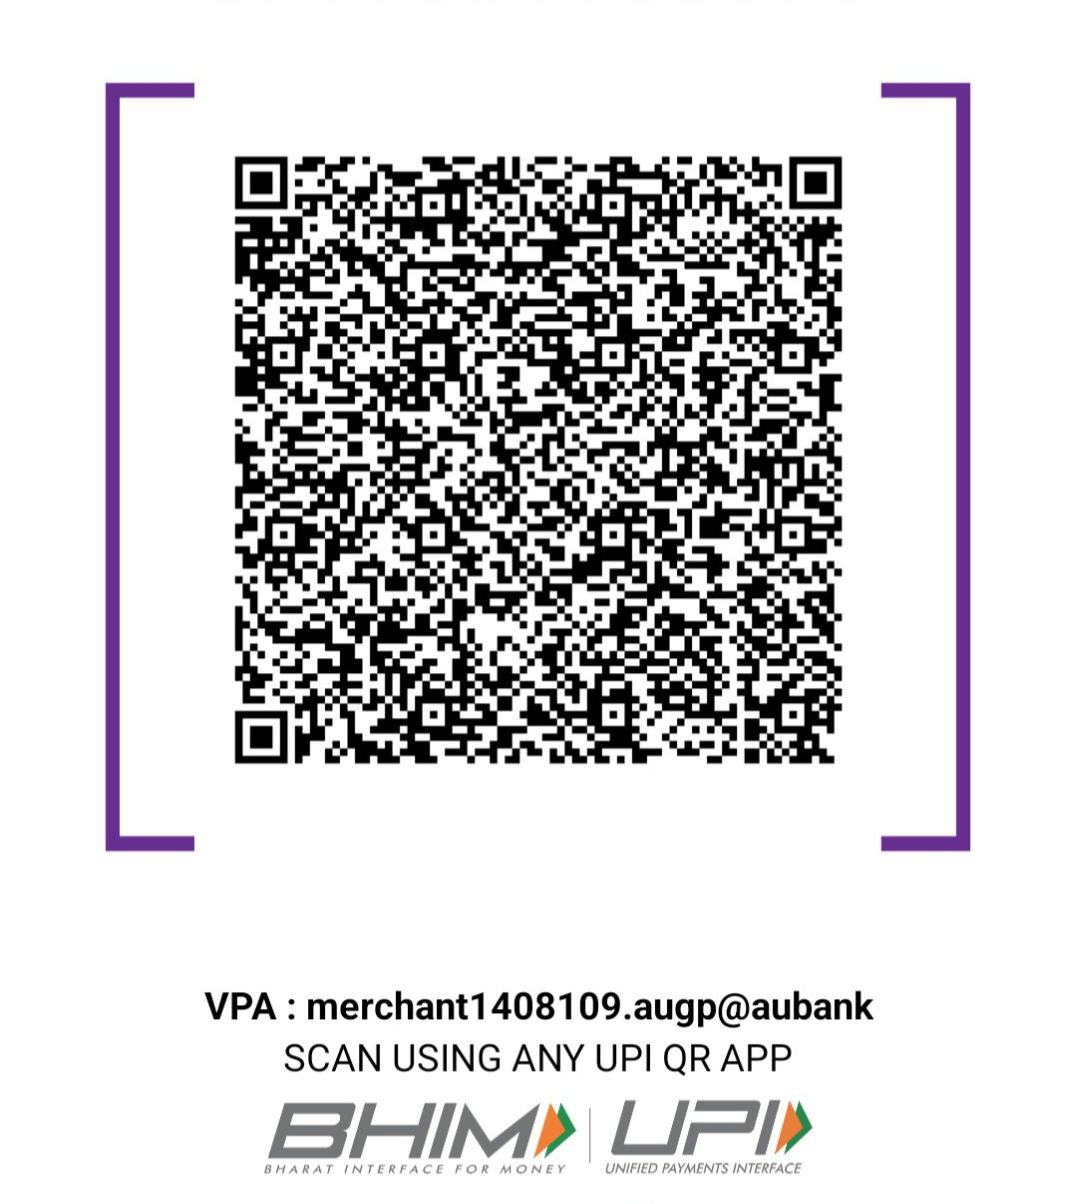 VPA : merchant1408109.augp@aubank
SCAN USING ANY UPI QR APP
BHIM UPI
BHARAT INTERFACE FOR MONEY UNIFIED PAYMENTS INTERFACE